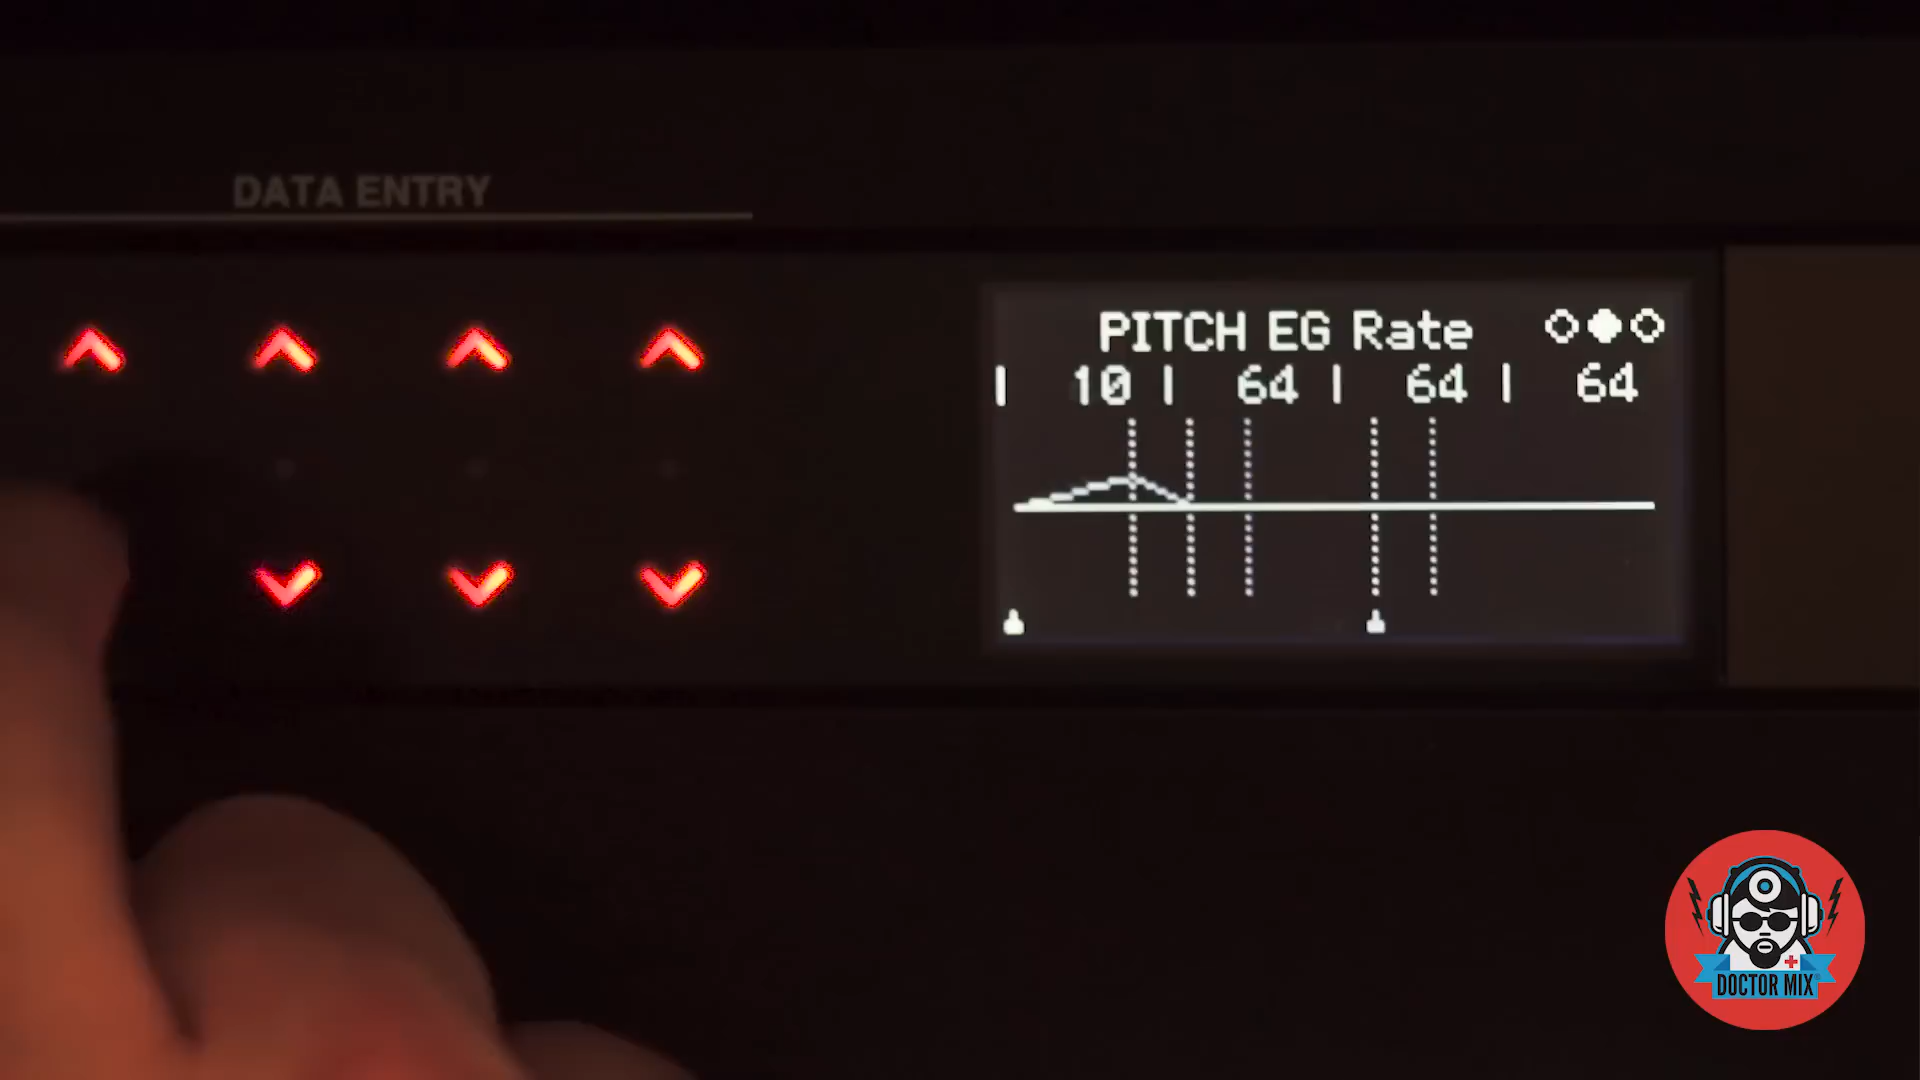 DATA ENTRY
PITCH EG Rate
| 10 | 64 | 64 | 64
DOCTOR MIX